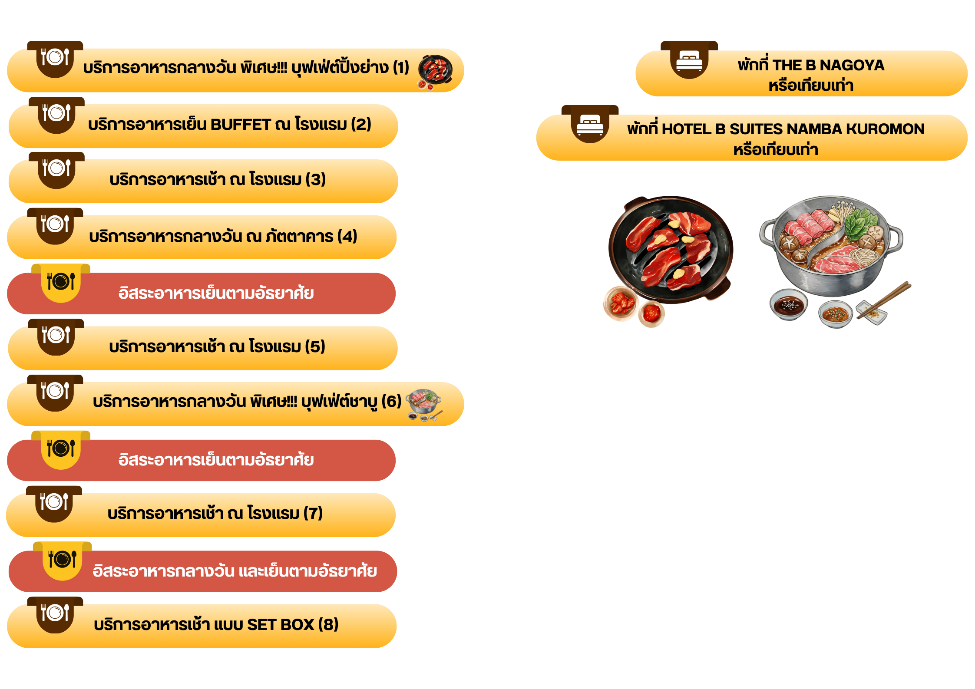 บริการอาหารกลางวัน พิเศษ!!! บุฟเฟ่ต์ปิ้งย่าง (1)
บริการอาหารเย็น BUFFET ณ โรงแรม (2)
บริการอาหารเช้า ณ โรงแรม (3)
บริการอาหารกลางวัน ณ ภัตตาคาร (4)
อิสระอาหารเย็นตามอัธยาศัย
บริการอาหารเช้า ณ โรงแรม (5)
บริการอาหารกลางวัน พิเศษ!!! บุฟเฟ่ต์ชาบู (6)
อิสระอาหารเย็นตามอัธยาศัย
บริการอาหารเช้า ณ โรงแรม (7)
อิสระอาหารกลางวัน และเย็นตามอัธยาศัย
บริการอาหารเช้า แบบ SET BOX (8)
พักที่ THE B NAGOYA
หรือเทียบเท่า
พักที่ HOTEL B SUITES NAMBA KUROMON
หรือเทียบเท่า